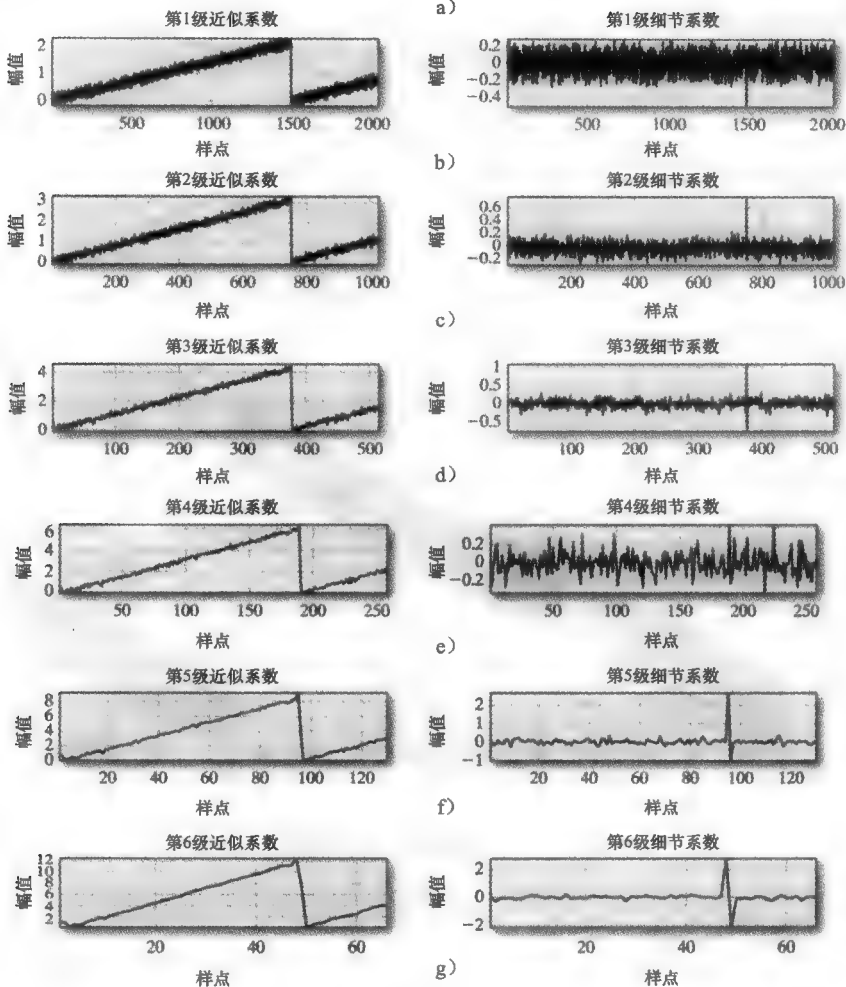 a）
第1级近似系数
幅值
2
1
0
500 1000 1500 2000
样点
第1级细节系数
幅值
0.2
0
−0.2
−0.4
500 1000 1500 2000
样点
b）
第2级近似系数
幅值
3
2
1
0
200 400 600 800 1000
样点
第2级细节系数
幅值
0.6
0.4
0.2
0
−0.2
200 400 600 800 1000
样点
c）
第3级近似系数
幅值
4
2
0
100 200 300 400 500
样点
第3级细节系数
幅值
1
0.5
0
−0.5
100 200 300 400 500
样点
d）
第4级近似系数
幅值
6
4
2
0
50 100 150 200 250
样点
第4级细节系数
幅值
0.2
0
−0.2
50 100 150 200 250
样点
e）
第5级近似系数
幅值
8
6
4
2
0
20 40 60 80 100 120
样点
第5级细节系数
幅值
2
1
0
−1
20 40 60 80 100 120
样点
f）
第6级近似系数
幅值
12
10
8
6
4
2
20 40 60
样点
第6级细节系数
幅值
2
0
−2
20 40 60
样点
g）